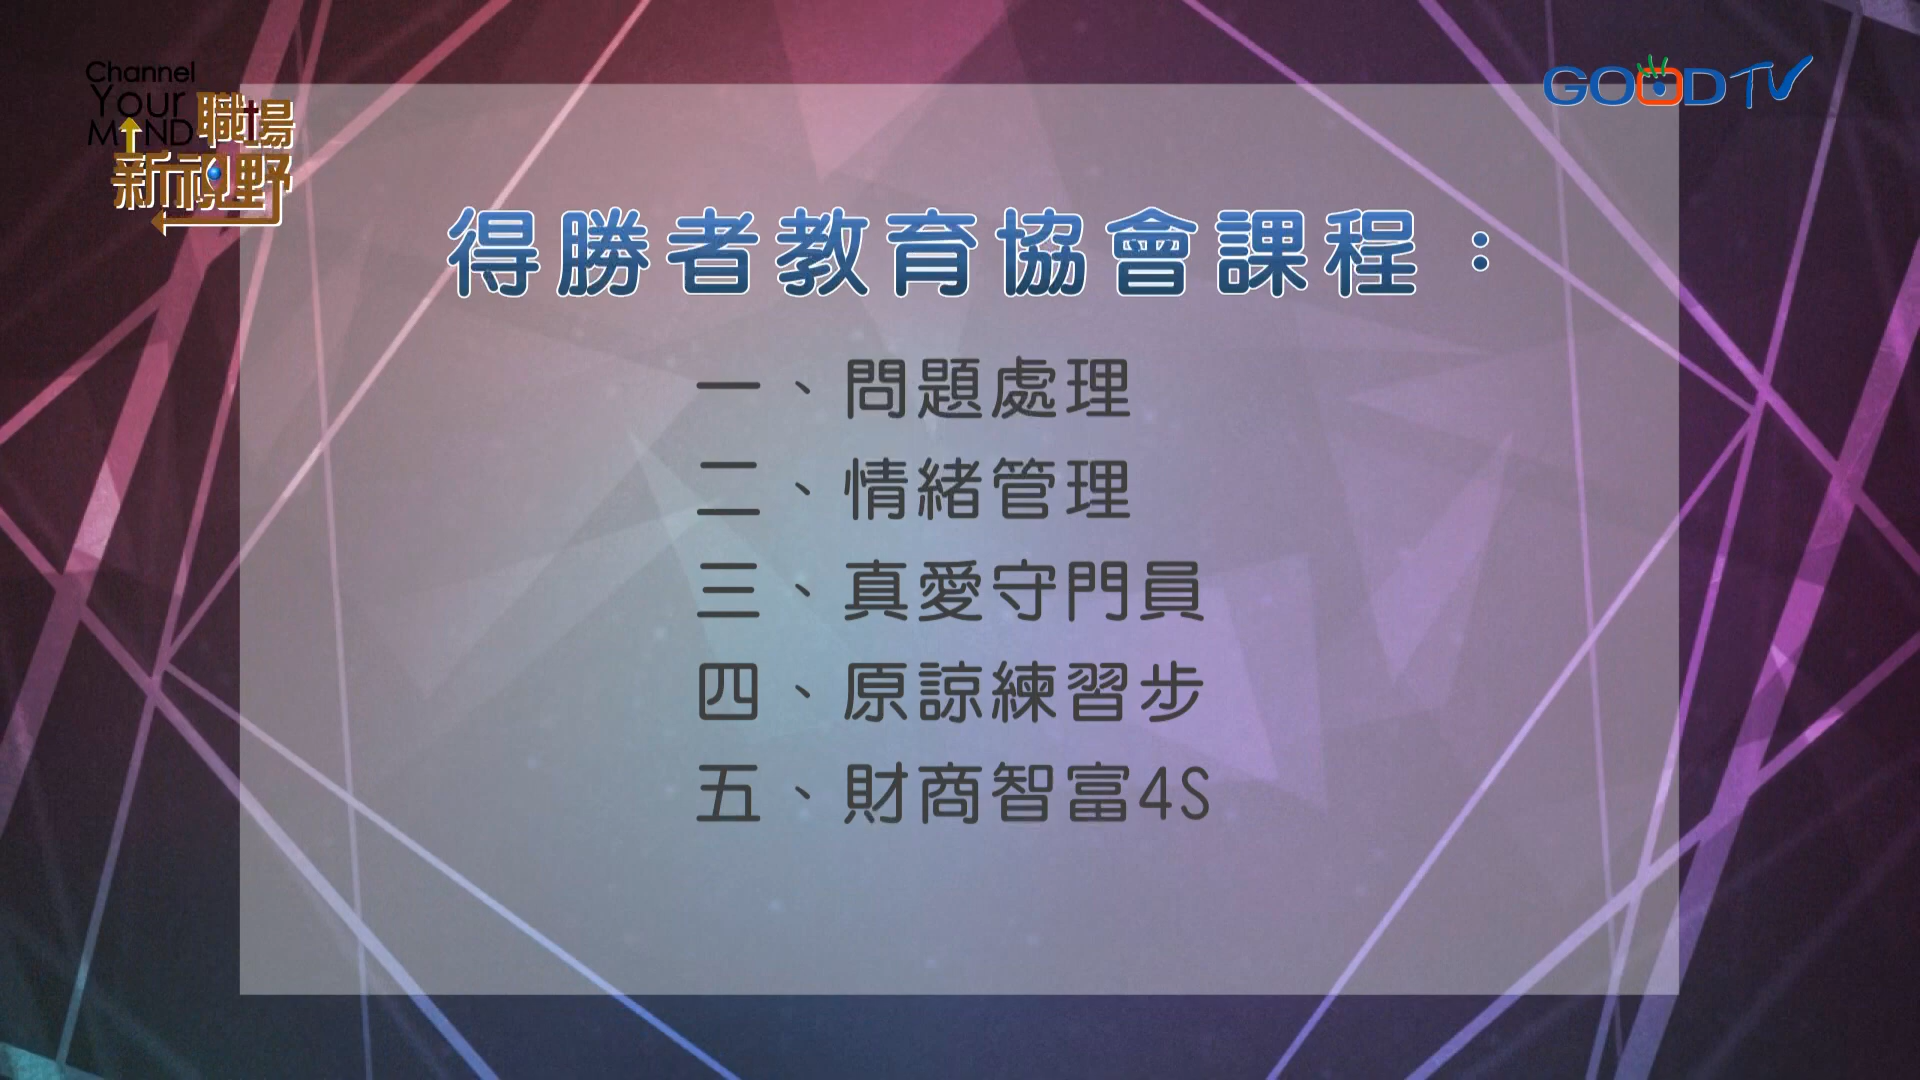 Channel
Your
MIND
職場
新視野
GOOD TV
得勝者教育協會課程：
一、問題處理
二、情緒管理
三、真愛守門員
四、原諒練習步
五、財商智富4S